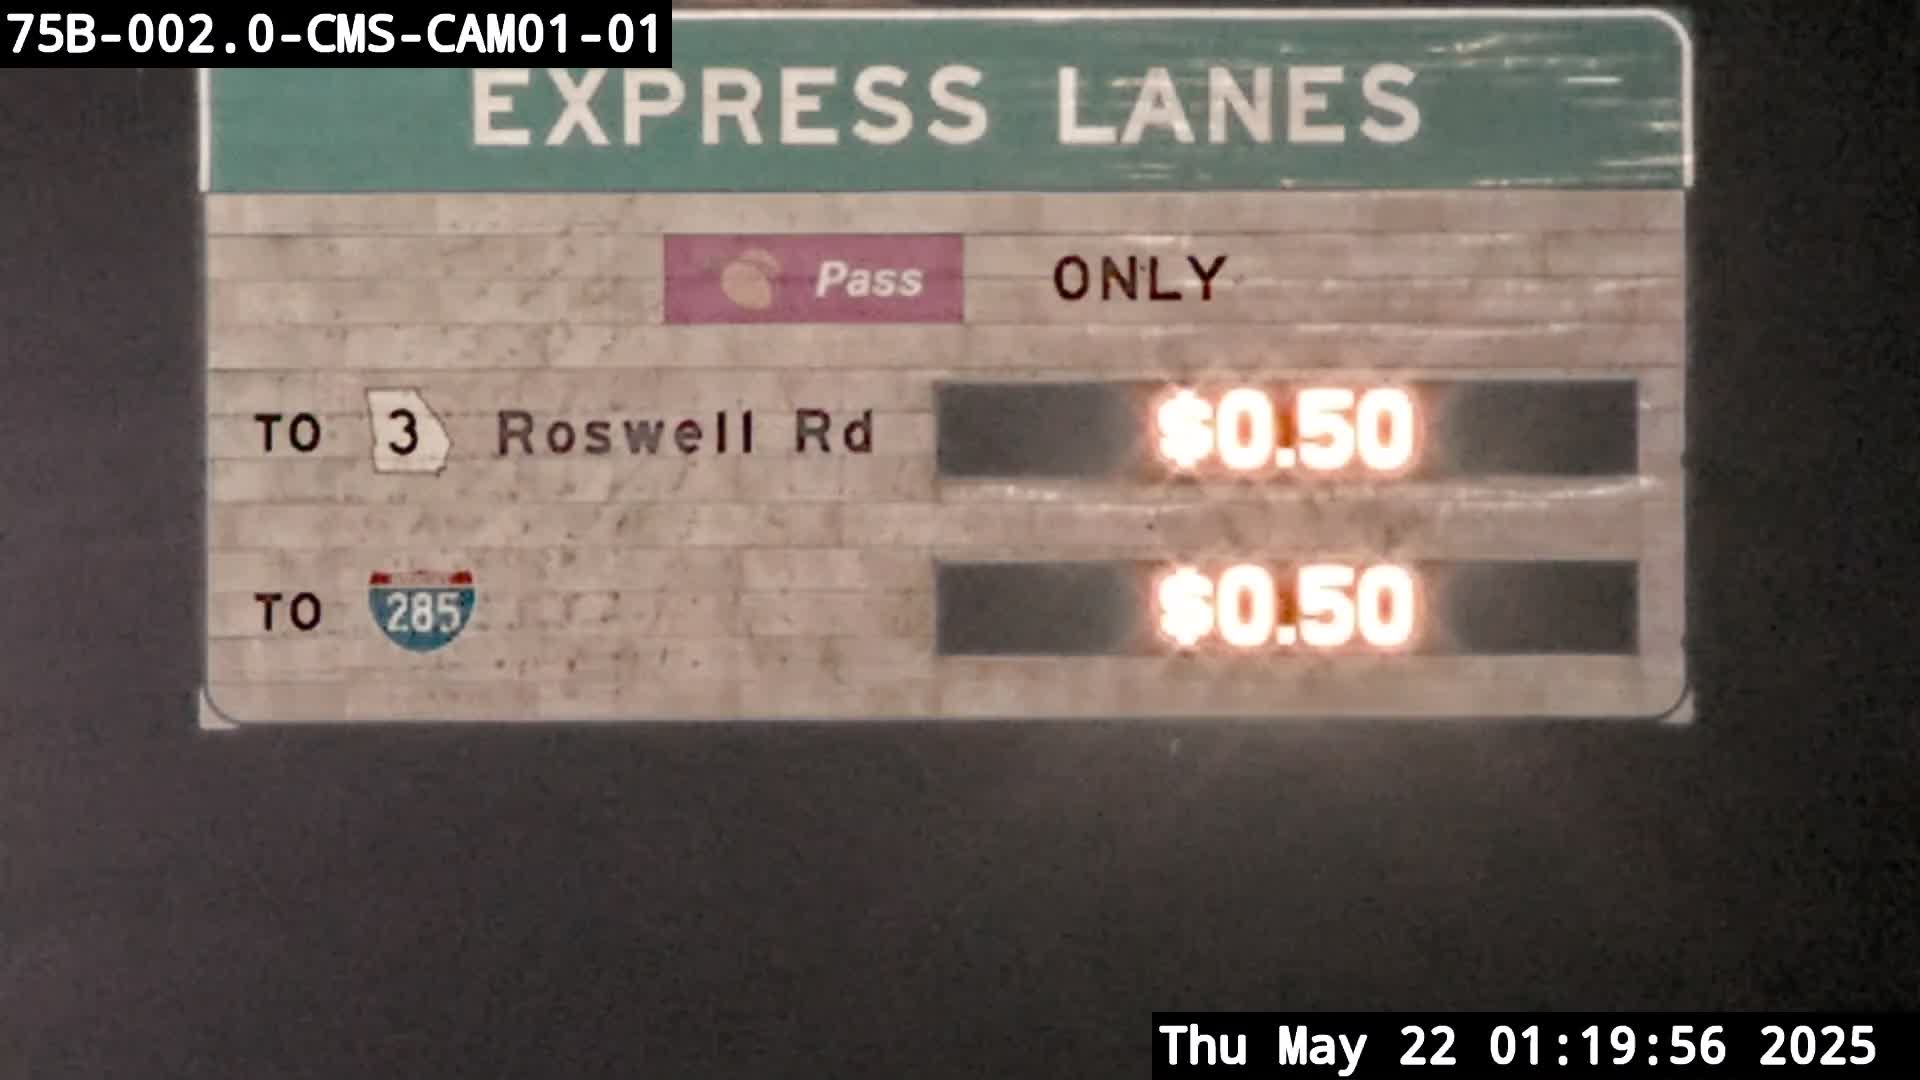 75B-002.0-CMS-CAM01-01
EXPRESS LANES
Pass ONLY
TO 3 Roswell Rd $0.50
TO 285 $0.50
Thu May 22 01:19:56 2025